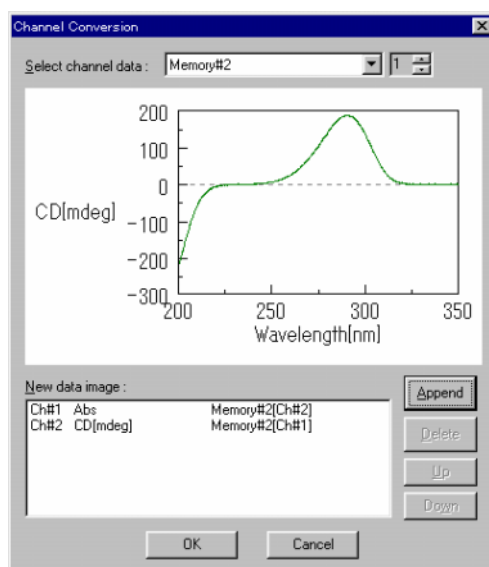 Channel Conversion
Select channel data : Memory#2 1
200
100
0
CD[mdeg]
-100
-200
-300
200 250 300 350
Wavelength[nm]
New data image :
Append
Ch#1 Abs Memory#2[Ch#2]
Ch#2 CD[mdeg] Memory#2[Ch#1]
Delete
Up
Down
OK Cancel